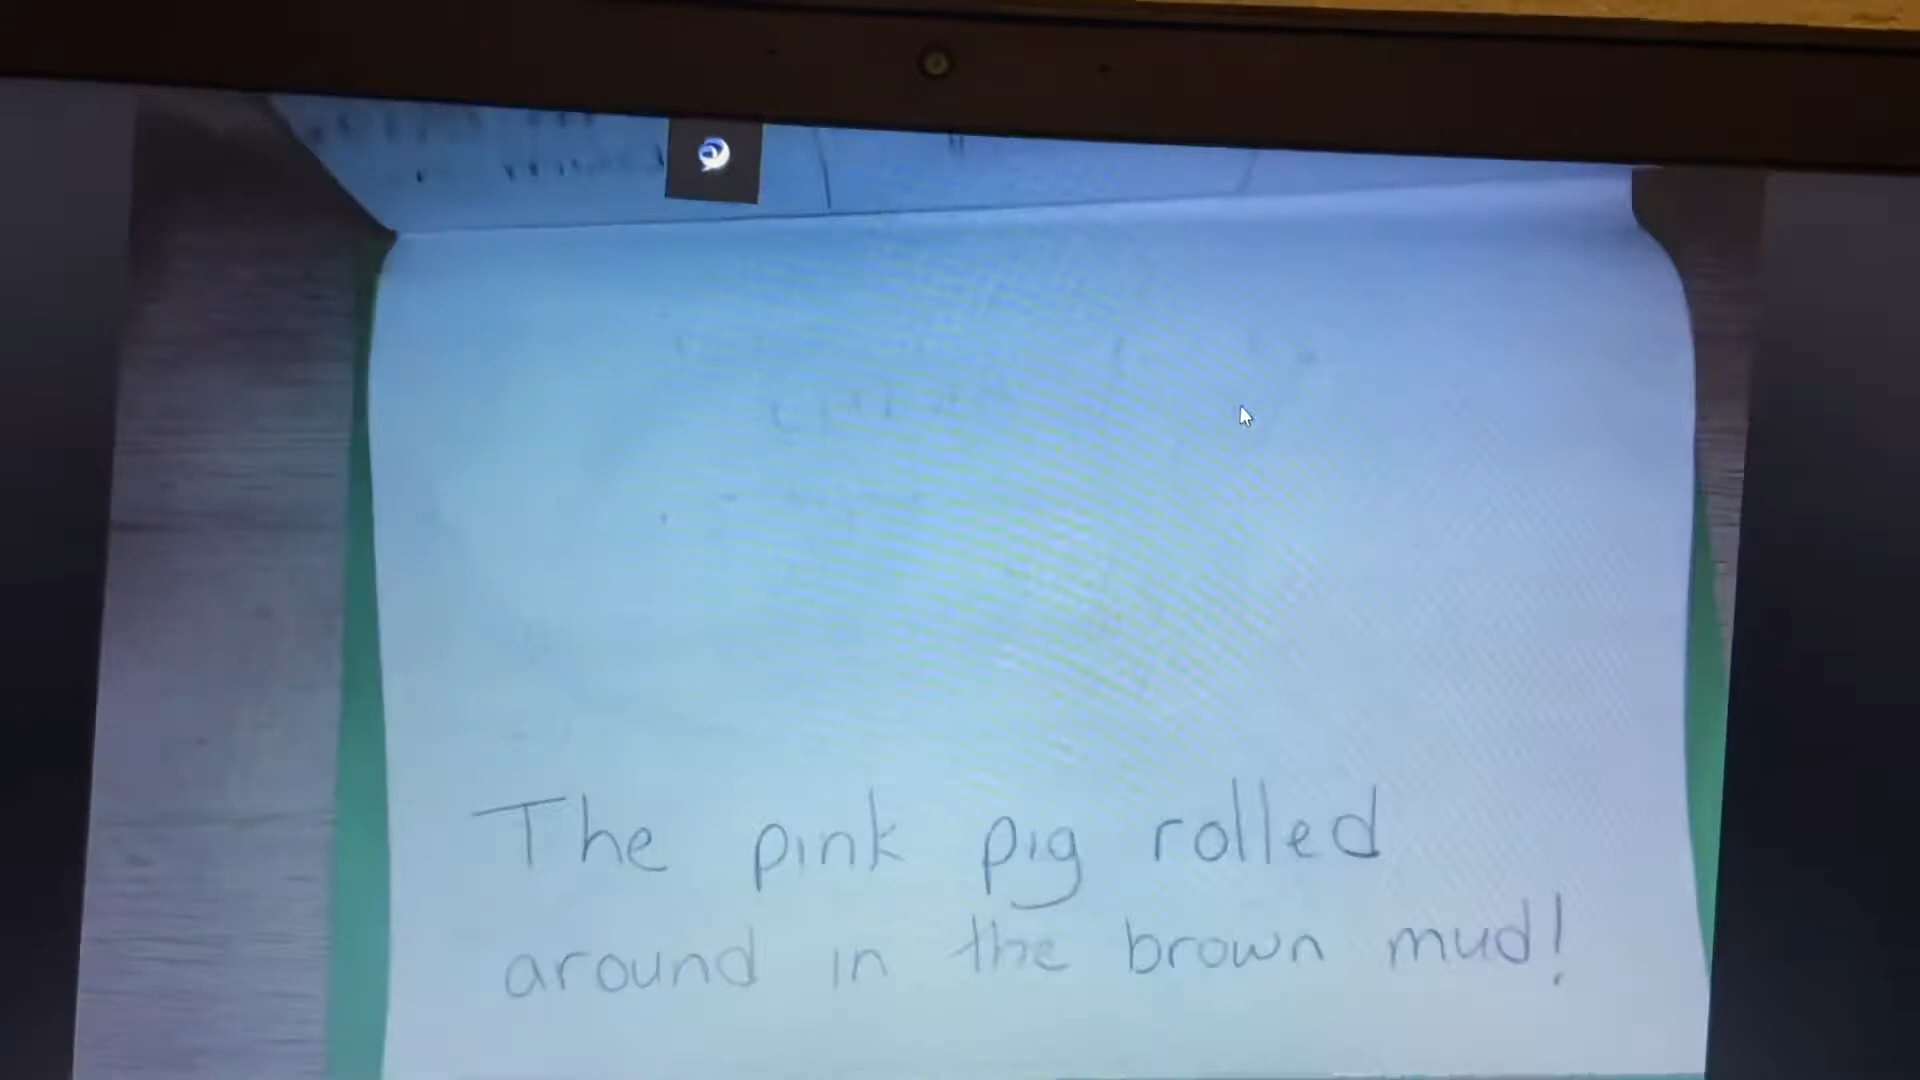 The pink pig rolled
around in the brown mud!